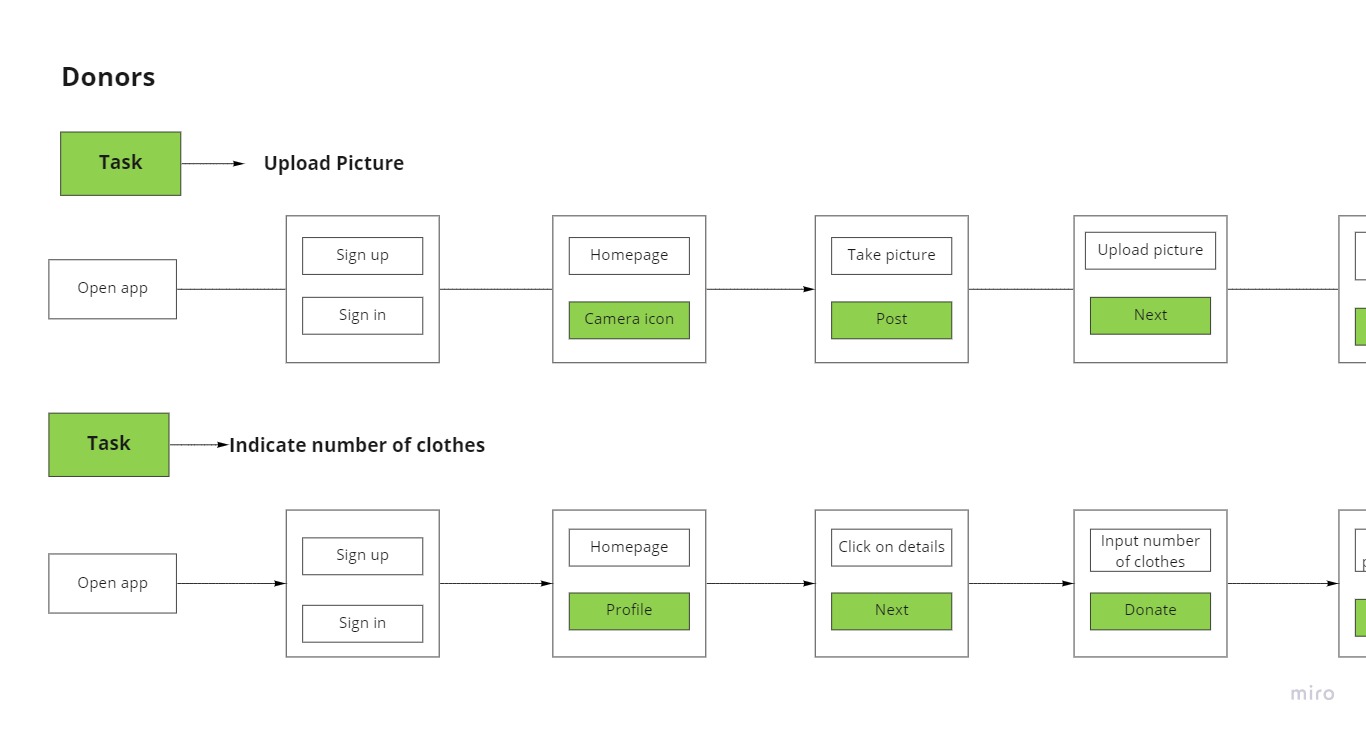 Donors
Task
Upload Picture
Open app
Sign up
Sign in
Homepage
Camera icon
Take picture
Post
Upload picture
Next
Task
Indicate number of clothes
Open app
Sign up
Sign in
Homepage
Profile
Click on details
Next
Input number
of clothes
Donate
miro